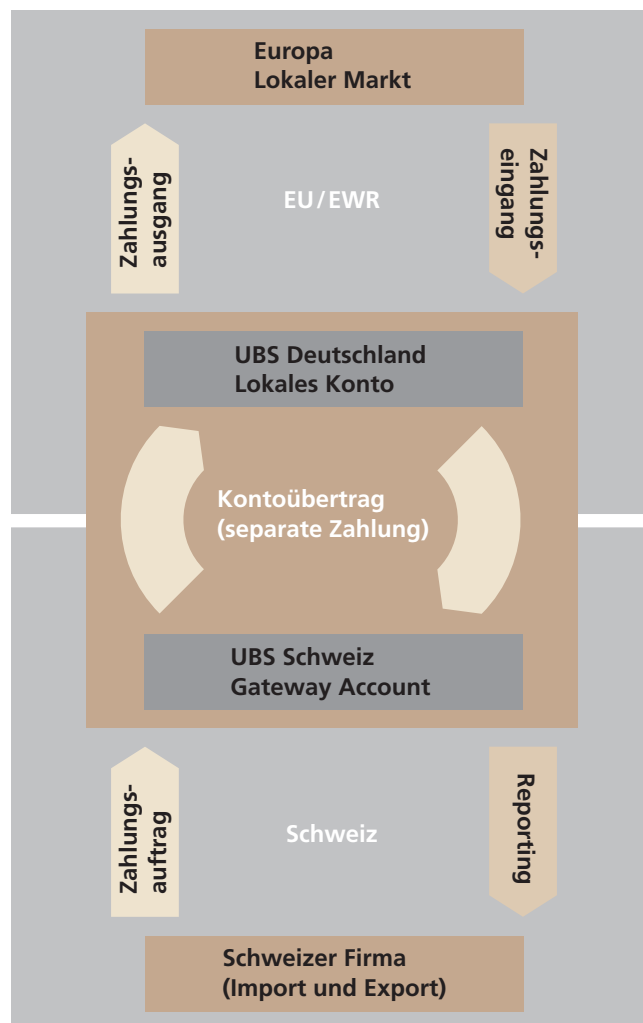 Europa
Lokaler Markt
Zahlungs-
ausgang
EU/EWR
Zahlungs-
eingang
UBS Deutschland
Lokales Konto
Kontoübertrag
(separate Zahlung)
UBS Schweiz
Gateway Account
Zahlungs-
auftrag
Schweiz
Reporting
Schweizer Firma
(Import und Export)